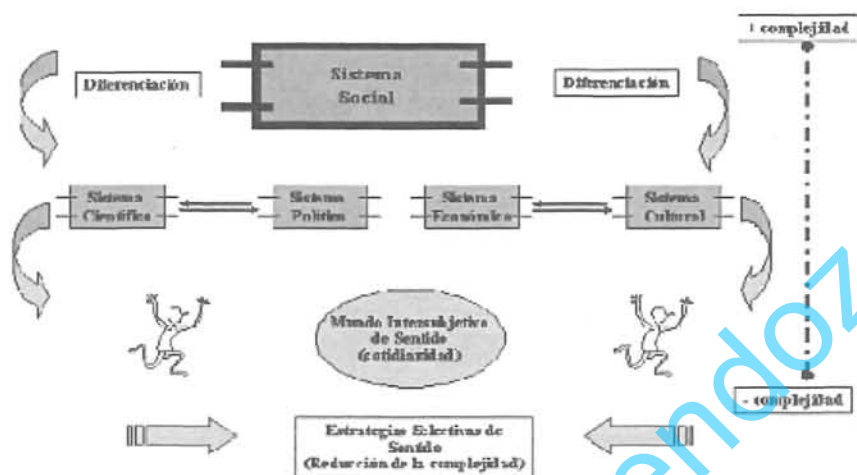 + complejidad
Diferenciación
Sistema
Social
Diferenciación
Sistema
Científico
Sistema
Político
Sistema
Económico
Sistema
Cultural
Mundo Intersubjetivo
de Sentido
(cotidianidad)
- complejidad
Estrategias Selectivas de
Sentido
(Reducción de la complejidad)
endoz